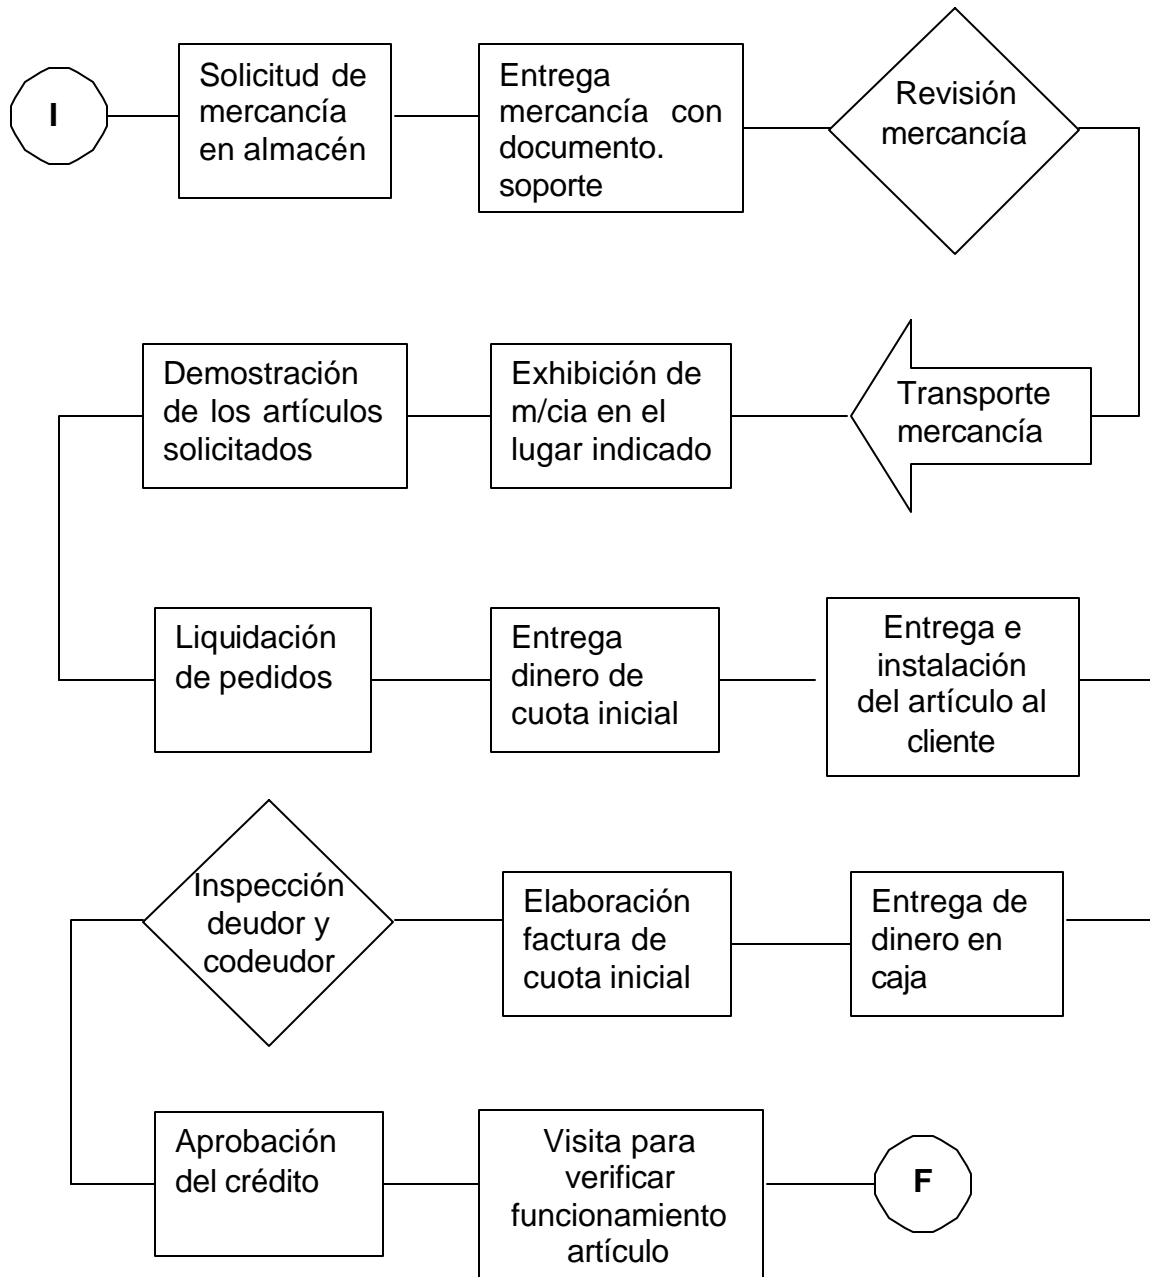 I
Solicitud de
mercancía
en almacén
Entrega
mercancía con
documento.
soporte
Revisión
mercancía
Transporte
mercancía
Exhibición de
m/cia en el
lugar indicado
Demostración
de los artículos
solicitados
Liquidación
de pedidos
Entrega
dinero de
cuota inicial
Entrega e
instalación
del artículo al
cliente
Entrega de
dinero en
caja
Elaboración
factura de
cuota inicial
Inspección
deudor y
codeudor
Aprobación
del crédito
Visita para
verificar
funcionamiento
artículo
F